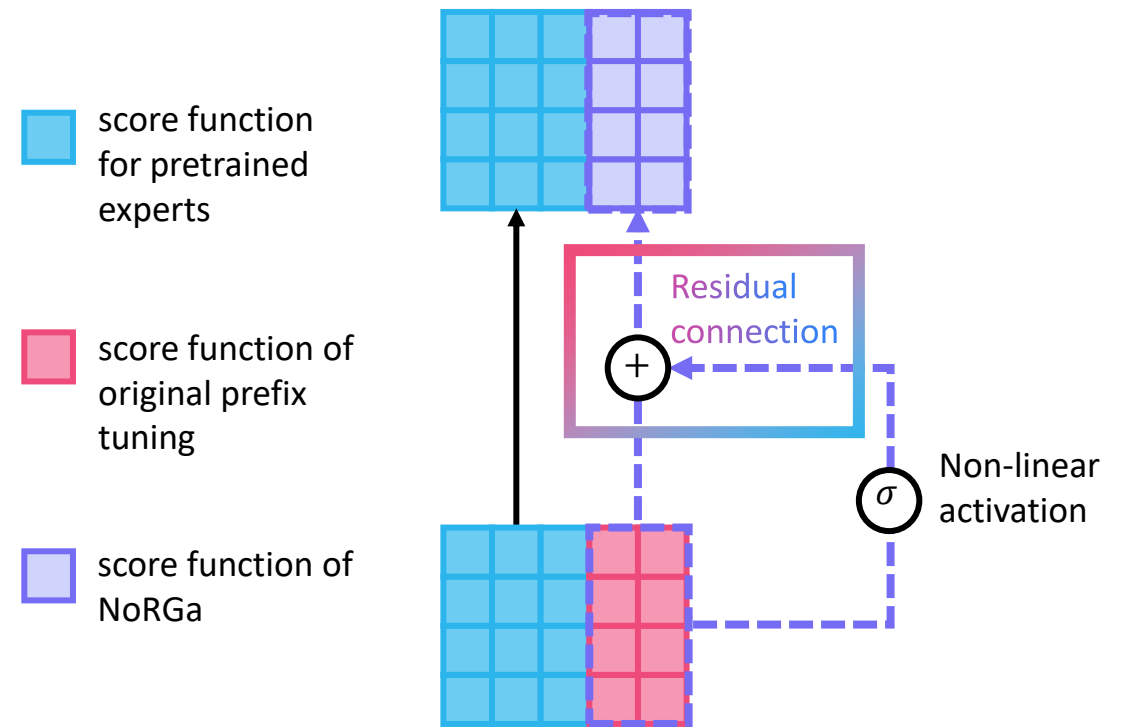 score function
for pretrained
experts
score function of
original prefix
tuning
score function of
NoRGa
Residual
connection
+
σ
Non-linear
activation